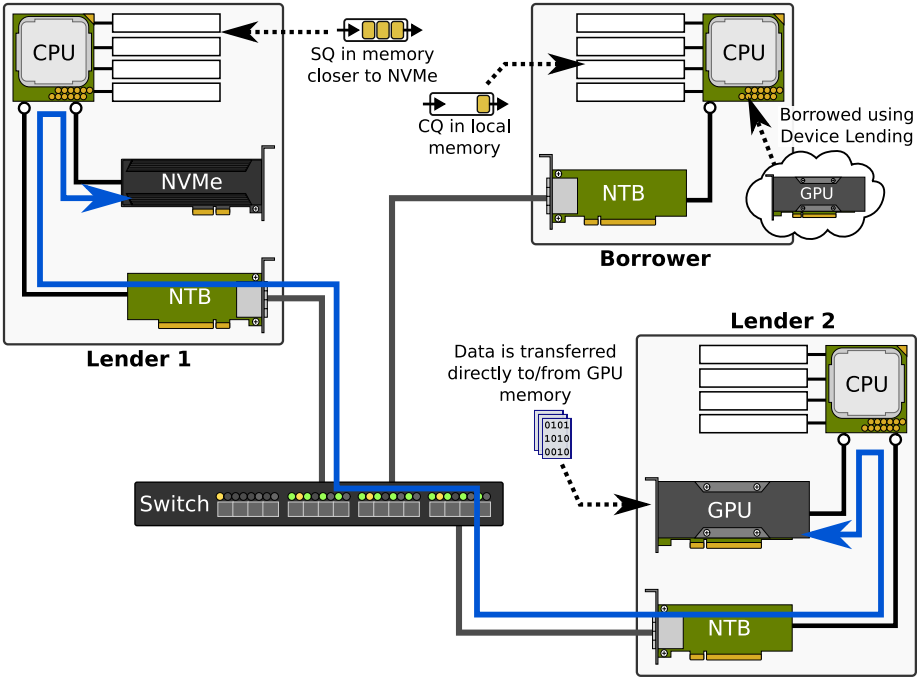 CPU
SQ in memory
closer to NVMe
NVMe
NTB
Lender 1
CPU
CQ in local
memory
Borrowed using
Device Lending
GPU
NTB
Borrower
Lender 2
Data is transferred
directly to/from GPU
memory
0101
1010
0010
CPU
GPU
NTB
Switch